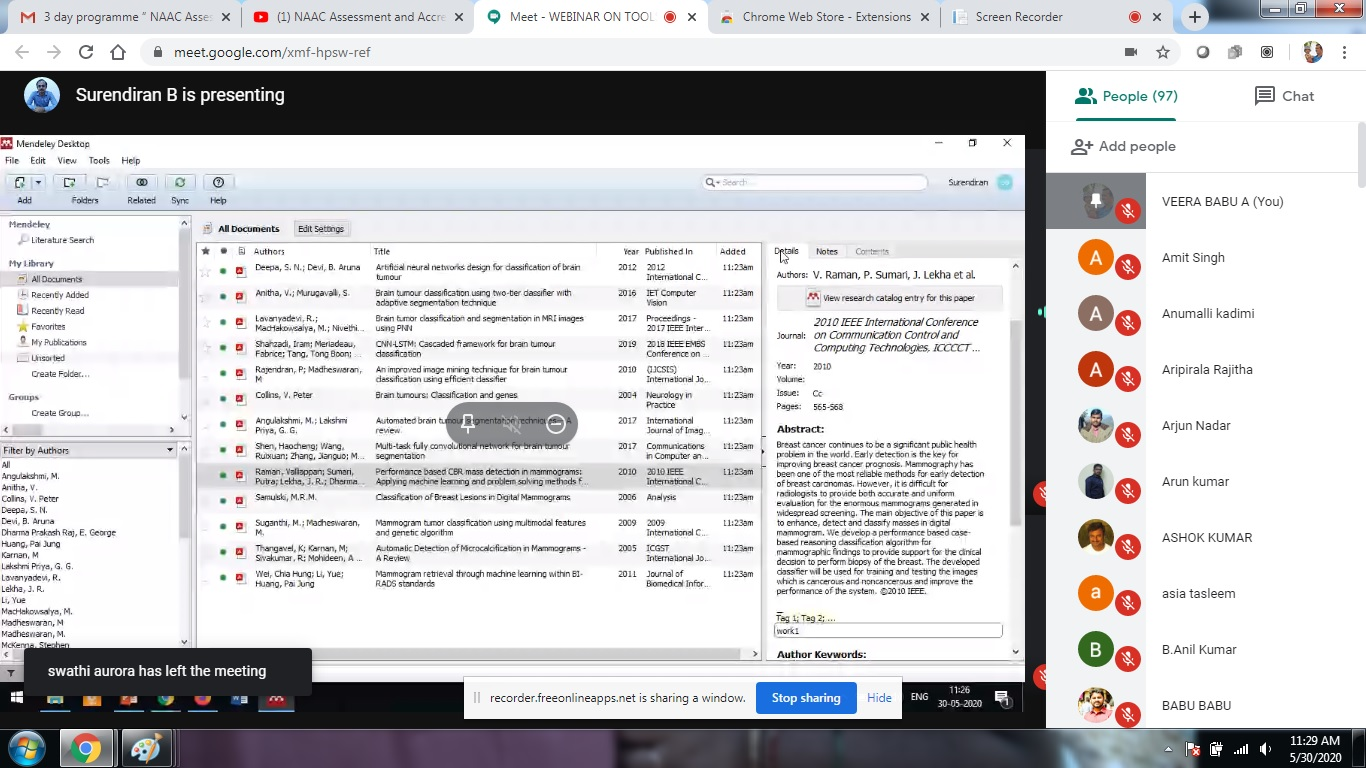 3 day programme " NAAC Asses
(1) NAAC Assessment and Accre
Meet - WEBINAR ON TOOL
Chrome Web Store - Extensions
Screen Recorder
meet.google.com/xmf-hpsw-ref
Surendiran B is presenting
People (97)
Chat
Add people
VEERA BABU A (You)
A
Amit Singh
A
Anumalli kadimi
A
Aripirala Rajitha
Arjun Nadar
Arun kumar
ASHOK KUMAR
a
asia tasleem
B
B.Anil Kumar
BABU BABU
Mendeley Desktop
File Edit View Tools Help
Add Folders Related Sync Help
Search...
Surendiran
Mendeley
Literature Search
My Library
All Documents
Recently Added
Recently Read
Favorites
My Publications
Unsorted
Create Folder...
Groups
Create Group...
Filter by Authors
All
Angulakshmi, M.
Anitha, V.
Collins, V. Peter
Deepa, S. N.
Devi, B. Aruna
Dharma Prakash Raj, E. George
Huang, Pai Jung
Karnan, M
Lakshmi Priya, G. G.
Lavanyadevi, R.
Lekha, J. R.
Li, Yue
MacHakowsalya, M.
Madheswaran M
Madheswaran, M.
McKenna, Stephen
All Documents
Edit Settings
Authors Title Year Published In Added
Deepa, S. N.; Devi, B. Aruna Artificial neural networks design for classification of brain tumour 2012 2012 International C... 11:23am
Anitha, V.; Murugavalli, S. Brain tumour classification using two-tier classifier with adaptive segmentation technique 2016 IET Computer Vision 11:23am
Lavanyadevi, R.; MacHakowsalya, M.; Nivethi... Brain tumor classification and segmentation in MRI images using PNN 2017 Proceedings - 2017 IEEE Inter... 11:23am
Shahzadi, Iram; Meriadeau, Fabrice; Tang, Tong Boon; ... CNN-LSTM: Cascaded framework for brain tumour classification 2019 2018 IEEE EMBS Conference on ... 11:23am
Rajendran, P; Madheswaran, M An improved image mining technique for brain tumour classification using efficient classifier 2010 (IJCSIS) International Jo... 11:23am
Collins, V. Peter Brain tumours: Classification and genes 2004 Neurology in Practice 11:23am
Angulakshmi, M.; Lakshmi Priya, G. G. Automated brain tumour segmentation techniques - A review 2017 International Journal of Imag... 11:23am
Shen, Haocheng; Wang, Ruixuan; Zhang, Jianguo; M... Multi-task fully convolutional network for brain tumour segmentation 2017 Communications in Computer an... 11:23am
Raman, Valliappan; Sumari, Putra; Lekha, J. R.; Dharma... Performance based CBR mass detection in mammograms: Applying machine learning and problem solving methods f... 2010 2010 IEEE International C... 11:23am
Samulski, M.R.M. Classification of Breast Lesions in Digital Mammograms 2006 Analysis 11:23am
Suganthi, M.; Madheswaran, M. Mammogram tumor classification using multimodal features and genetic algorithm 2009 2009 International C... 11:23am
Thangavel, K; Karnan, M; Sivakumar, R; Mohideen, A ... Automatic Detection of Microcalcification in Mammograms - A Review 2005 ICGST International Jo... 11:23am
Wei, Chia Hung; Li, Yue; Huang, Pai Jung Mammogram retrieval through machine learning within BI-RADS standards 2011 Journal of Biomedical Infor... 11:23am
Details Notes Contents
Authors: V. Raman, P. Sumari, J. Lekha et al.
View research catalog entry for this paper
Journal: 2010 IEEE International Conference
on Communication Control and
Computing Technologies, ICCCCT ...
Year: 2010
Volume:
Issue: Cc
Pages: 565-568
Abstract:
Breast cancer continues to be a significant public health
problem in the world. Early detection is the key for
improving breast cancer prognosis. Mammography has
been one of the most reliable methods for early detection
of breast carcinomas. However, it is difficult for
radiologists to provide both accurate and uniform
evaluation for the enormous mammograms generated in
widespread screening. The main objective of this paper is
to enhance, detect and classify masses in digital
mammogram. We develop a performance based case-
based reasoning classification algorithm for
mammographic findings to provide support for the clinical
decision to perform biopsy of the breast. The developed
classifier will be used for training and testing the images
which is cancerous and noncancerous and improve the
performance of the system. ©2010 IEEE.
Tag 1; Tag 2; ...
work1
Author Keywords:
swathi aurora has left the meeting
recorder.freeonlineapps.net is sharing a window.
Stop sharing
Hide
ENG
11:26
30-05-2020
11:29 AM
5/30/2020